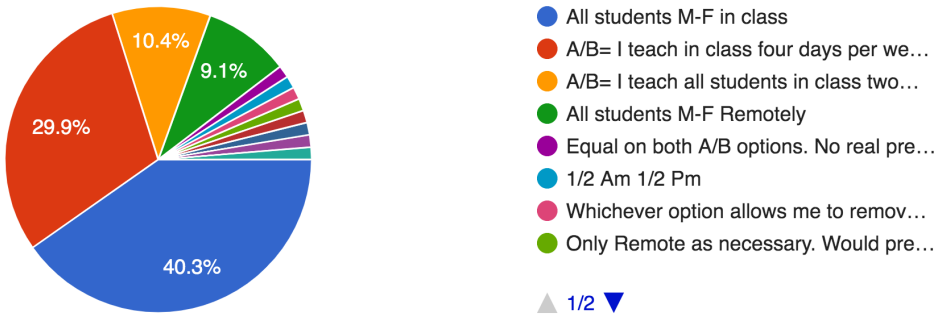 10.4%
9.1%
29.9%
40.3%
All students M-F in class
A/B= I teach in class four days per we…
A/B= I teach all students in class two…
All students M-F Remotely
Equal on both A/B options. No real pre…
1/2 Am 1/2 Pm
Whichever option allows me to remov…
Only Remote as necessary. Would pre…
1/2